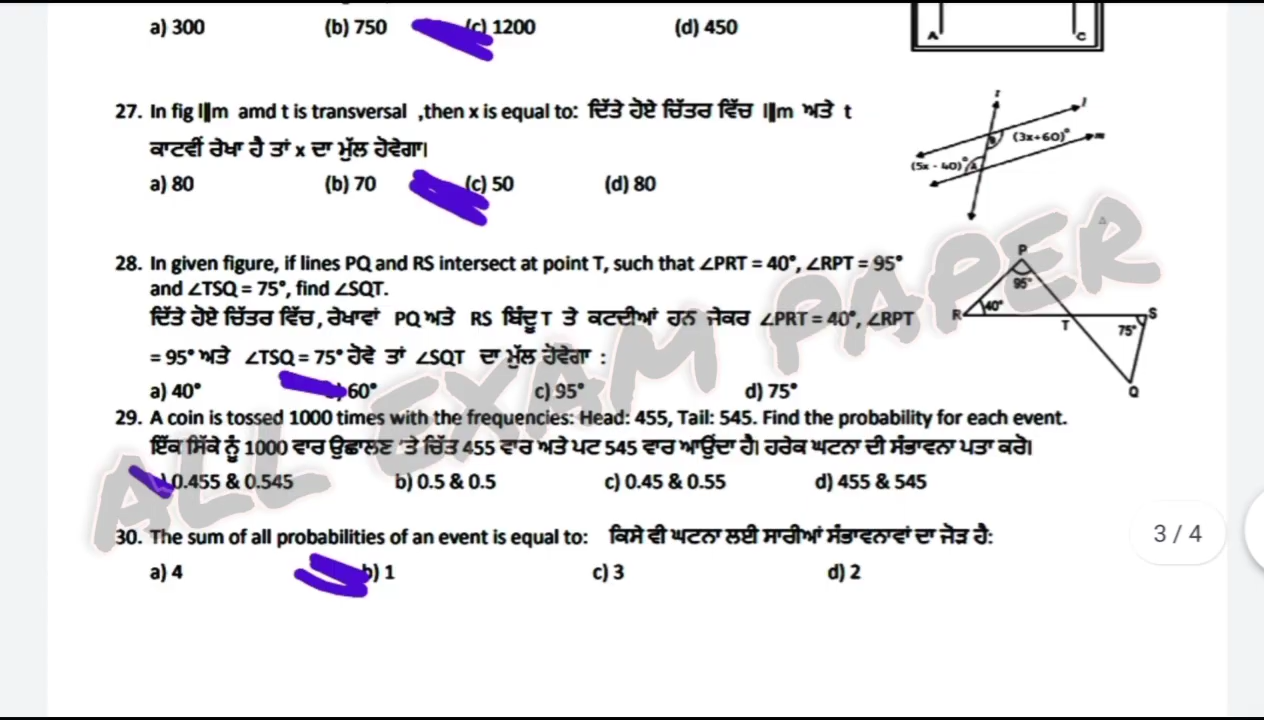 a) 300 (b) 750 (c) 1200 (d) 450
A C
27. In fig l∥m amd t is transversal ,then x is equal to: ਦਿੱਤੇ ਹੋਏ ਚਿੱਤਰ ਵਿੱਚ l∥m ਅਤੇ t
ਕਾਟਵੀਂ ਰੇਖਾ ਹੈ ਤਾਂ x ਦਾ ਮੁੱਲ ਹੋਵੇਗਾ।
a) 80 (b) 70 (c) 50 (d) 80
t l
(3x+60)° m
(5x - 40)° A
28. In given figure, if lines PQ and RS intersect at point T, such that ∠PRT = 40°, ∠RPT = 95°
and ∠TSQ = 75°, find ∠SQT.
ਦਿੱਤੇ ਹੋਏ ਚਿੱਤਰ ਵਿੱਚ, ਰੇਖਾਵਾਂ PQ ਅਤੇ RS ਬਿੰਦੂ T ਤੇ ਕਟਦੀਆਂ ਹਨ ਜੇਕਰ ∠PRT = 40°, ∠RPT
= 95° ਅਤੇ ∠TSQ = 75° ਹੋਵੇ ਤਾਂ ∠SQT ਦਾ ਮੁੱਲ ਹੋਵੇਗਾ :
a) 40° 60° c) 95° d) 75°
P
95°
R 40° T S
75°
Q
29. A coin is tossed 1000 times with the frequencies: Head: 455, Tail: 545. Find the probability for each event.
ਇੱਕ ਸਿੱਕੇ ਨੂੰ 1000 ਵਾਰ ਉਛਾਲਣ 'ਤੇ ਚਿੱਤ 455 ਵਾਰ ਅਤੇ ਪਟ 545 ਵਾਰ ਆਉਂਦਾ ਹੈ। ਹਰੇਕ ਘਟਨਾ ਦੀ ਸੰਭਾਵਨਾ ਪਤਾ ਕਰੋ।
0.455 & 0.545 b) 0.5 & 0.5 c) 0.45 & 0.55 d) 455 & 545
30. The sum of all probabilities of an event is equal to: ਕਿਸੇ ਵੀ ਘਟਨਾ ਲਈ ਸਾਰੀਆਂ ਸੰਭਾਵਨਾਵਾਂ ਦਾ ਜੋੜ ਹੈ:
a) 4 b) 1 c) 3 d) 2
3 / 4
ALL EXAM PAPER